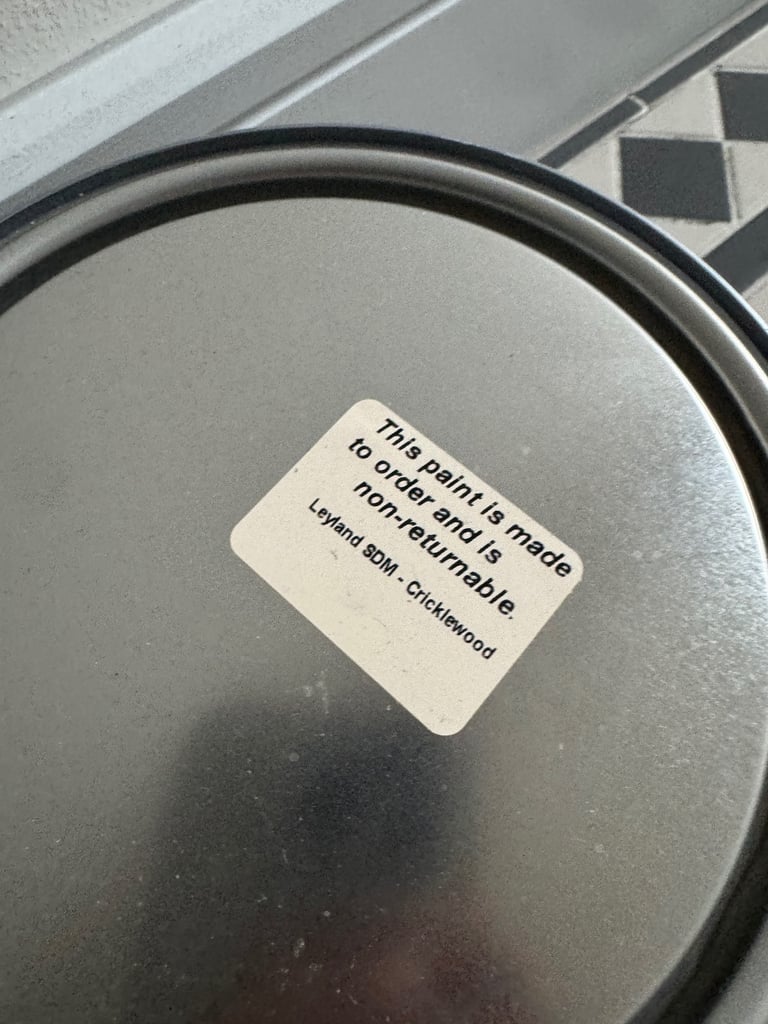 This paint is made
to order and is
non-returnable.
Leyland SDM - Cricklewood